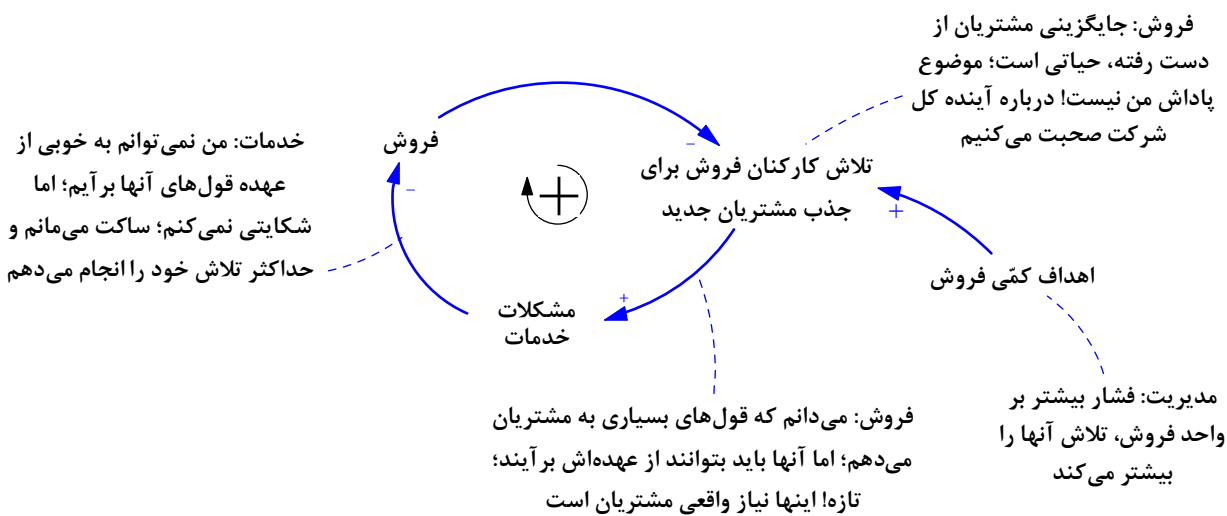 فروش: جایگزینی مشتریان از
دست رفته، حیاتی است؛ موضوع
پاداش من نیست! درباره آینده کل
شرکت صحبت می‌کنیم
فروش
خدمات: من نمی‌توانم به خوبی از
عهده قول‌های آنها برآیم؛ اما
شکایتی نمی‌کنم؛ ساکت می‌مانم و
حداکثر تلاش خود را انجام می‌دهم
–
–
+
تلاش کارکنان فروش برای
جذب مشتریان جدید
+
اهداف کمّی فروش
+
مشکلات
خدمات
مدیریت: فشار بیشتر بر
واحد فروش، تلاش آنها را
بیشتر می‌کند
فروش: می‌دانم که قول‌های بسیاری به مشتریان
می‌دهم؛ اما آنها باید بتوانند از عهده‌اش برآیند؛
تازه! اینها نیاز واقعی مشتریان است